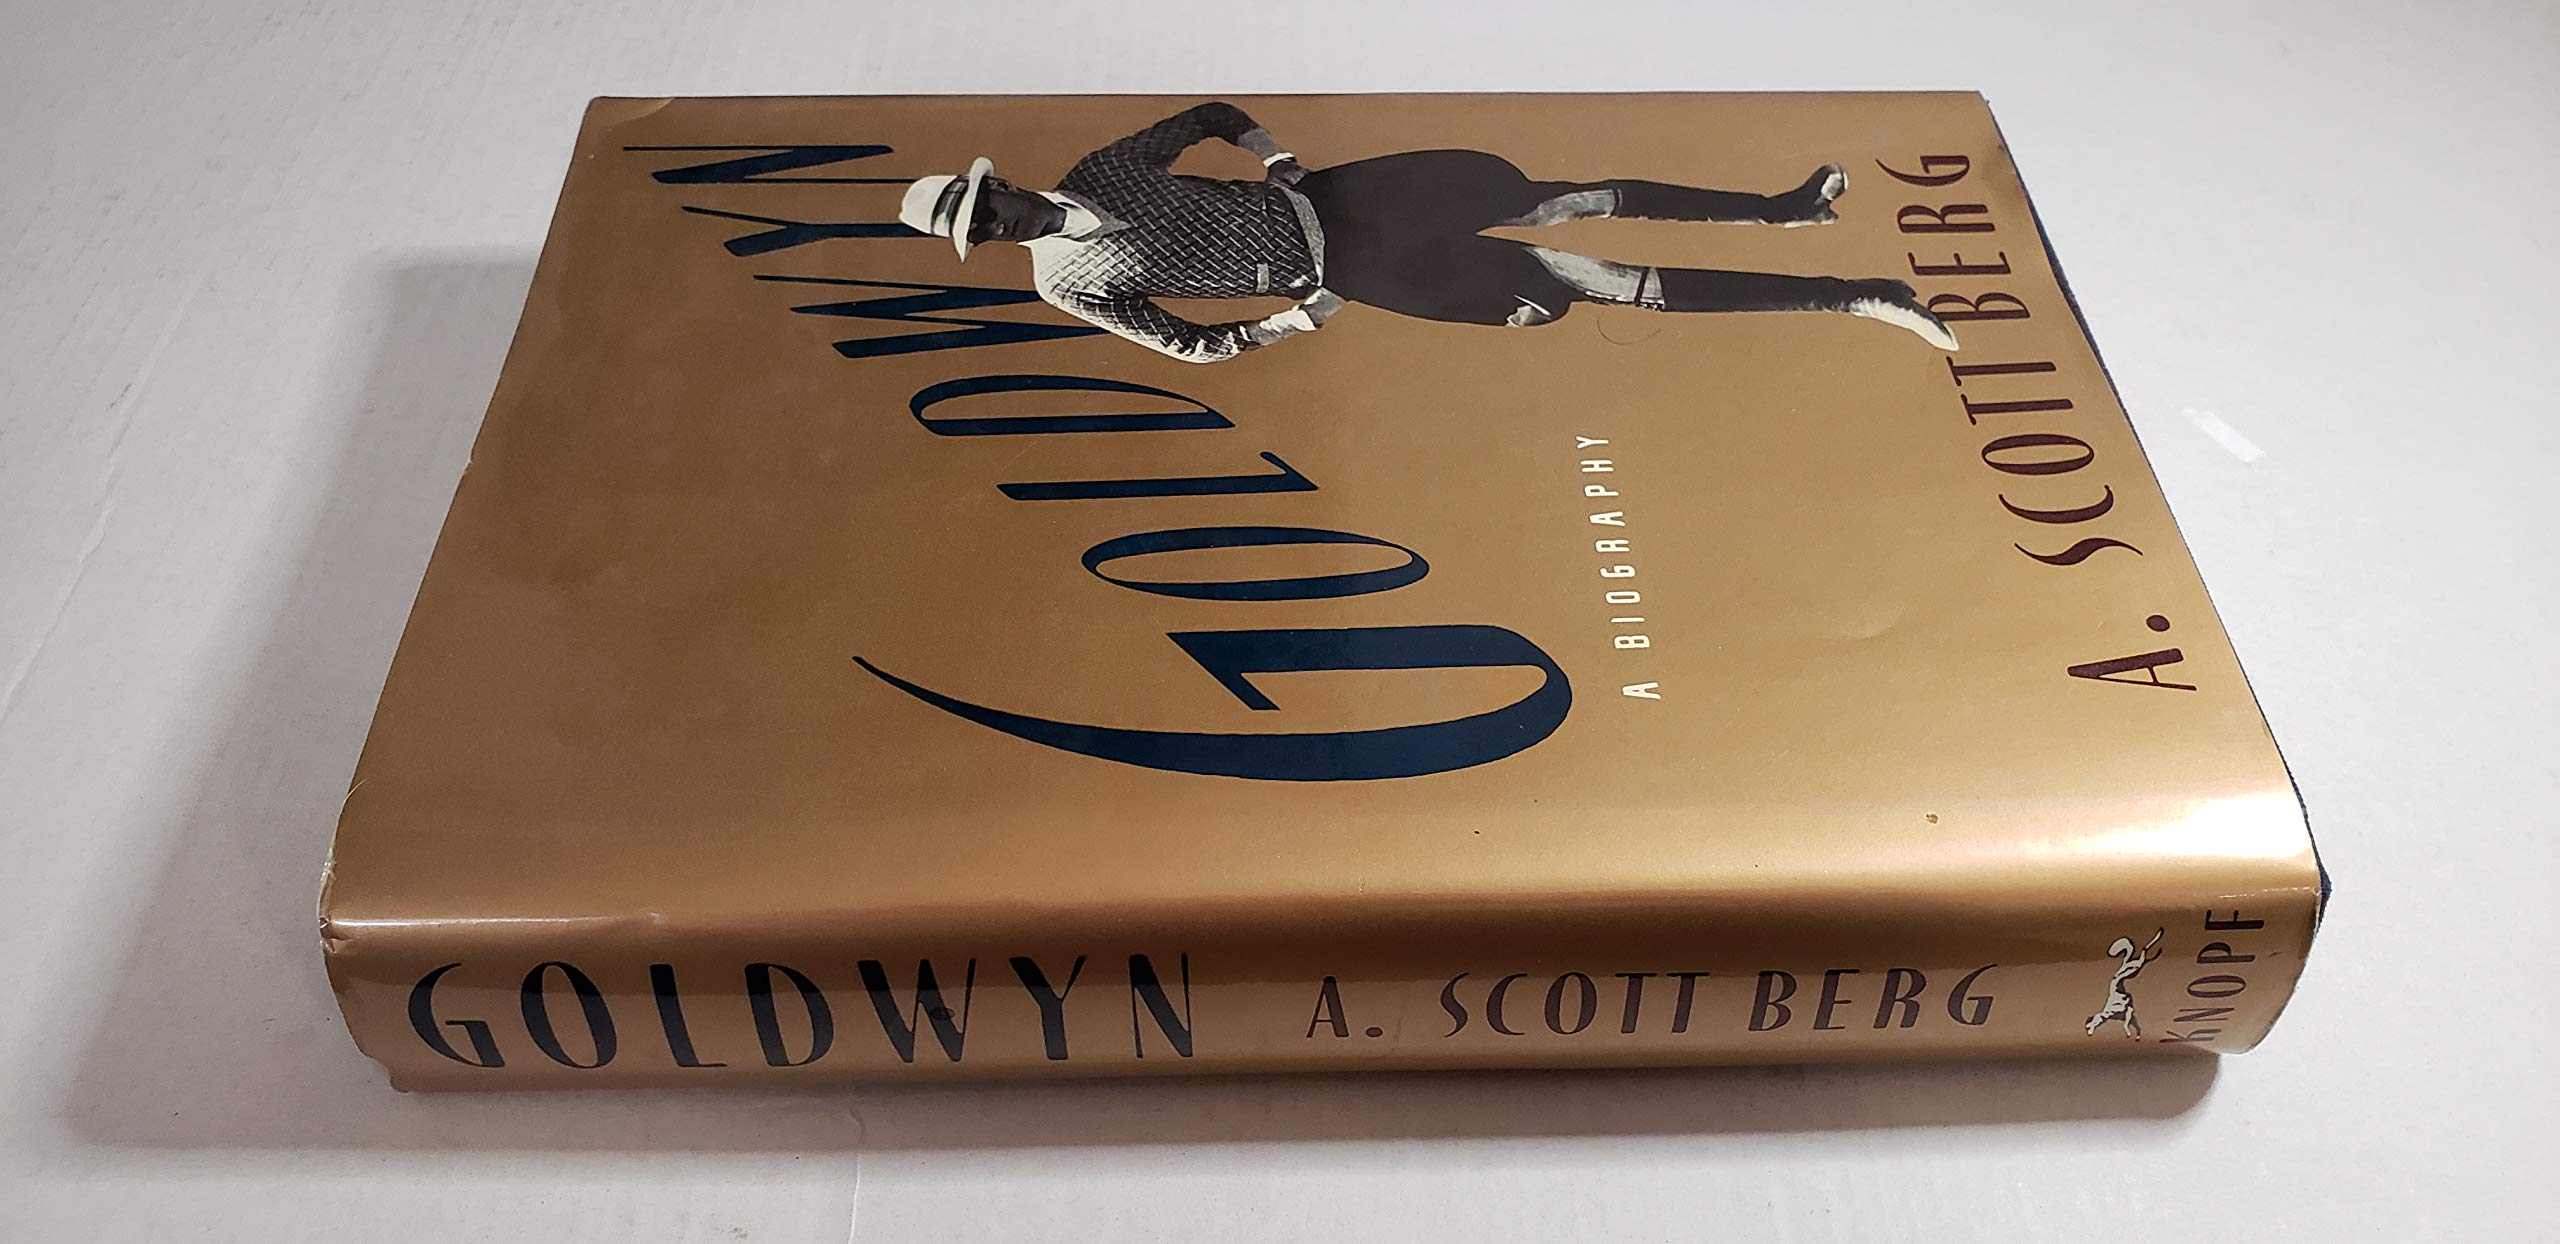 GOLDWYN
A BIOGRAPHY
A. SCOTT BERG
GOLDWYN A. SCOTT BERG KNOPF